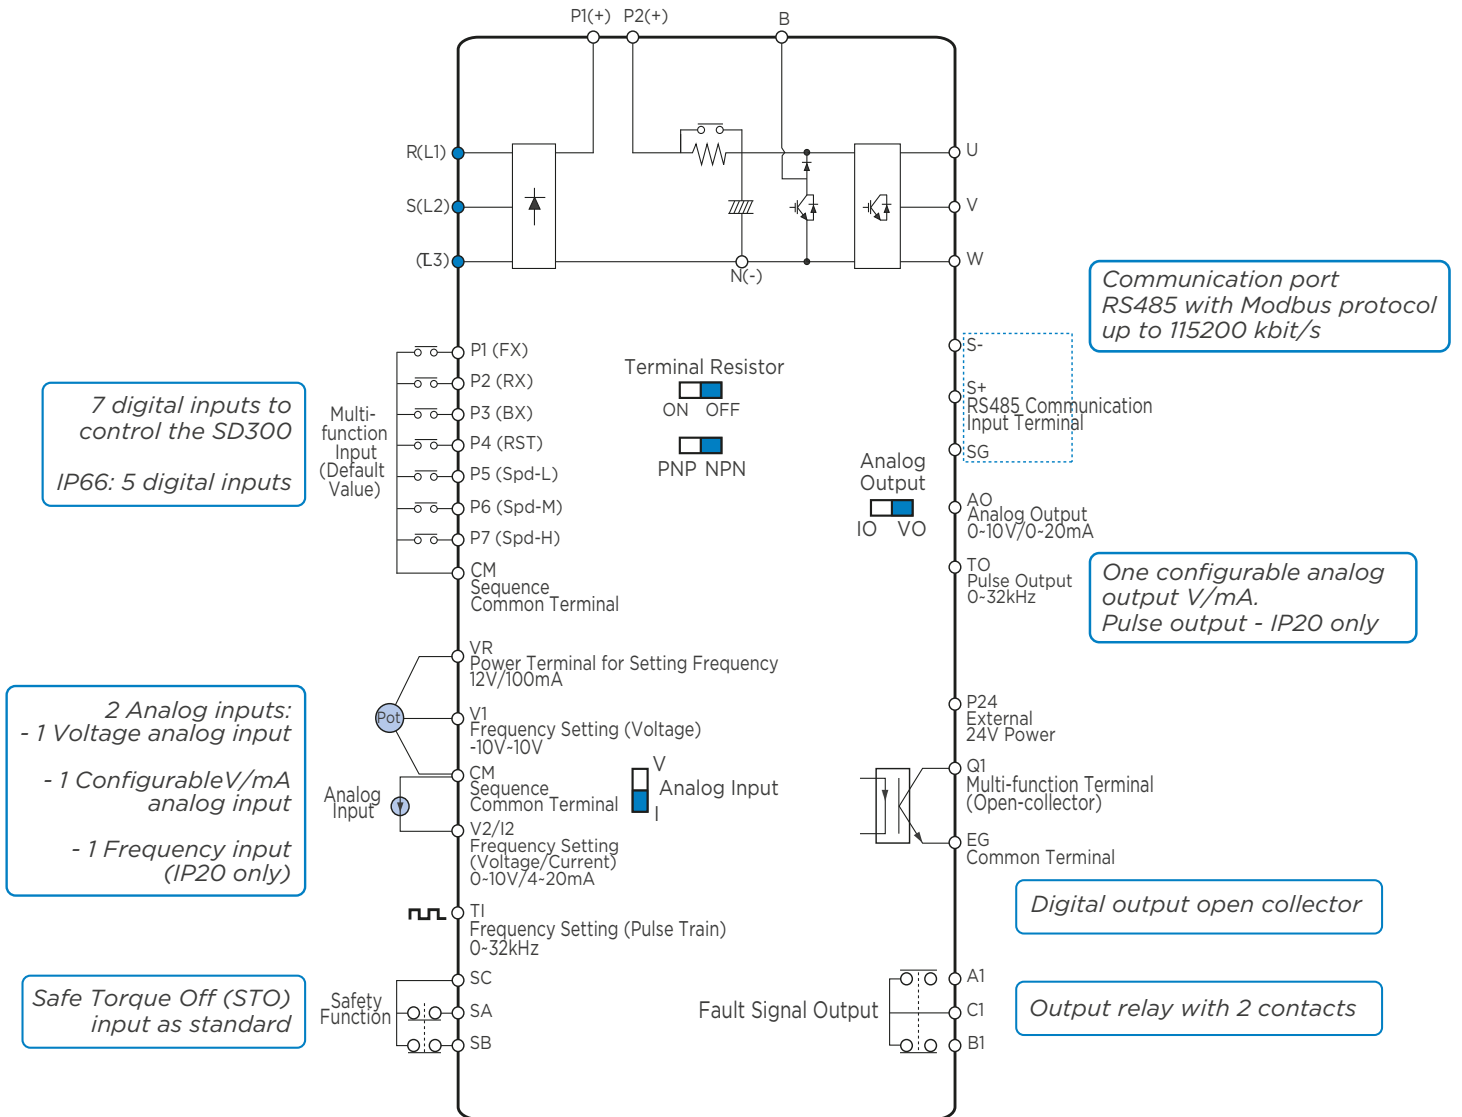 P1(+) P2(+) B
R(L1)
S(L2)
(L3)
U
V
W
N(-)
Communication port
RS485 with Modbus protocol
up to 115200 kbit/s
7 digital inputs to
control the SD300
IP66: 5 digital inputs
Multi-
function
Input
(Default
Value)
P1 (FX)
P2 (RX)
P3 (BX)
P4 (RST)
P5 (Spd-L)
P6 (Spd-M)
P7 (Spd-H)
CM
Sequence
Common Terminal
Terminal Resistor
ON OFF
PNP NPN
Analog
Output
IO VO
S-
S+
RS485 Communication
Input Terminal
SG
AO
Analog Output
0~10V/0~20mA
TO
Pulse Output
0~32kHz
One configurable analog
output V/mA.
Pulse output - IP20 only
2 Analog inputs:
- 1 Voltage analog input
- 1 ConfigurableV/mA
analog input
- 1 Frequency input
(IP20 only)
Pot
Analog
Input
VR
Power Terminal for Setting Frequency
12V/100mA
V1
Frequency Setting (Voltage)
-10V~10V
CM
Sequence
Common Terminal
V2/I2
Frequency Setting
(Voltage/Current)
0~10V/4~20mA
V
Analog Input
I
TI
Frequency Setting (Pulse Train)
0~32kHz
P24
External
24V Power
Q1
Multi-function Terminal
(Open-collector)
EG
Common Terminal
Digital output open collector
Safe Torque Off (STO)
input as standard
Safety
Function
SC
SA
SB
Fault Signal Output
A1
C1
B1
Output relay with 2 contacts